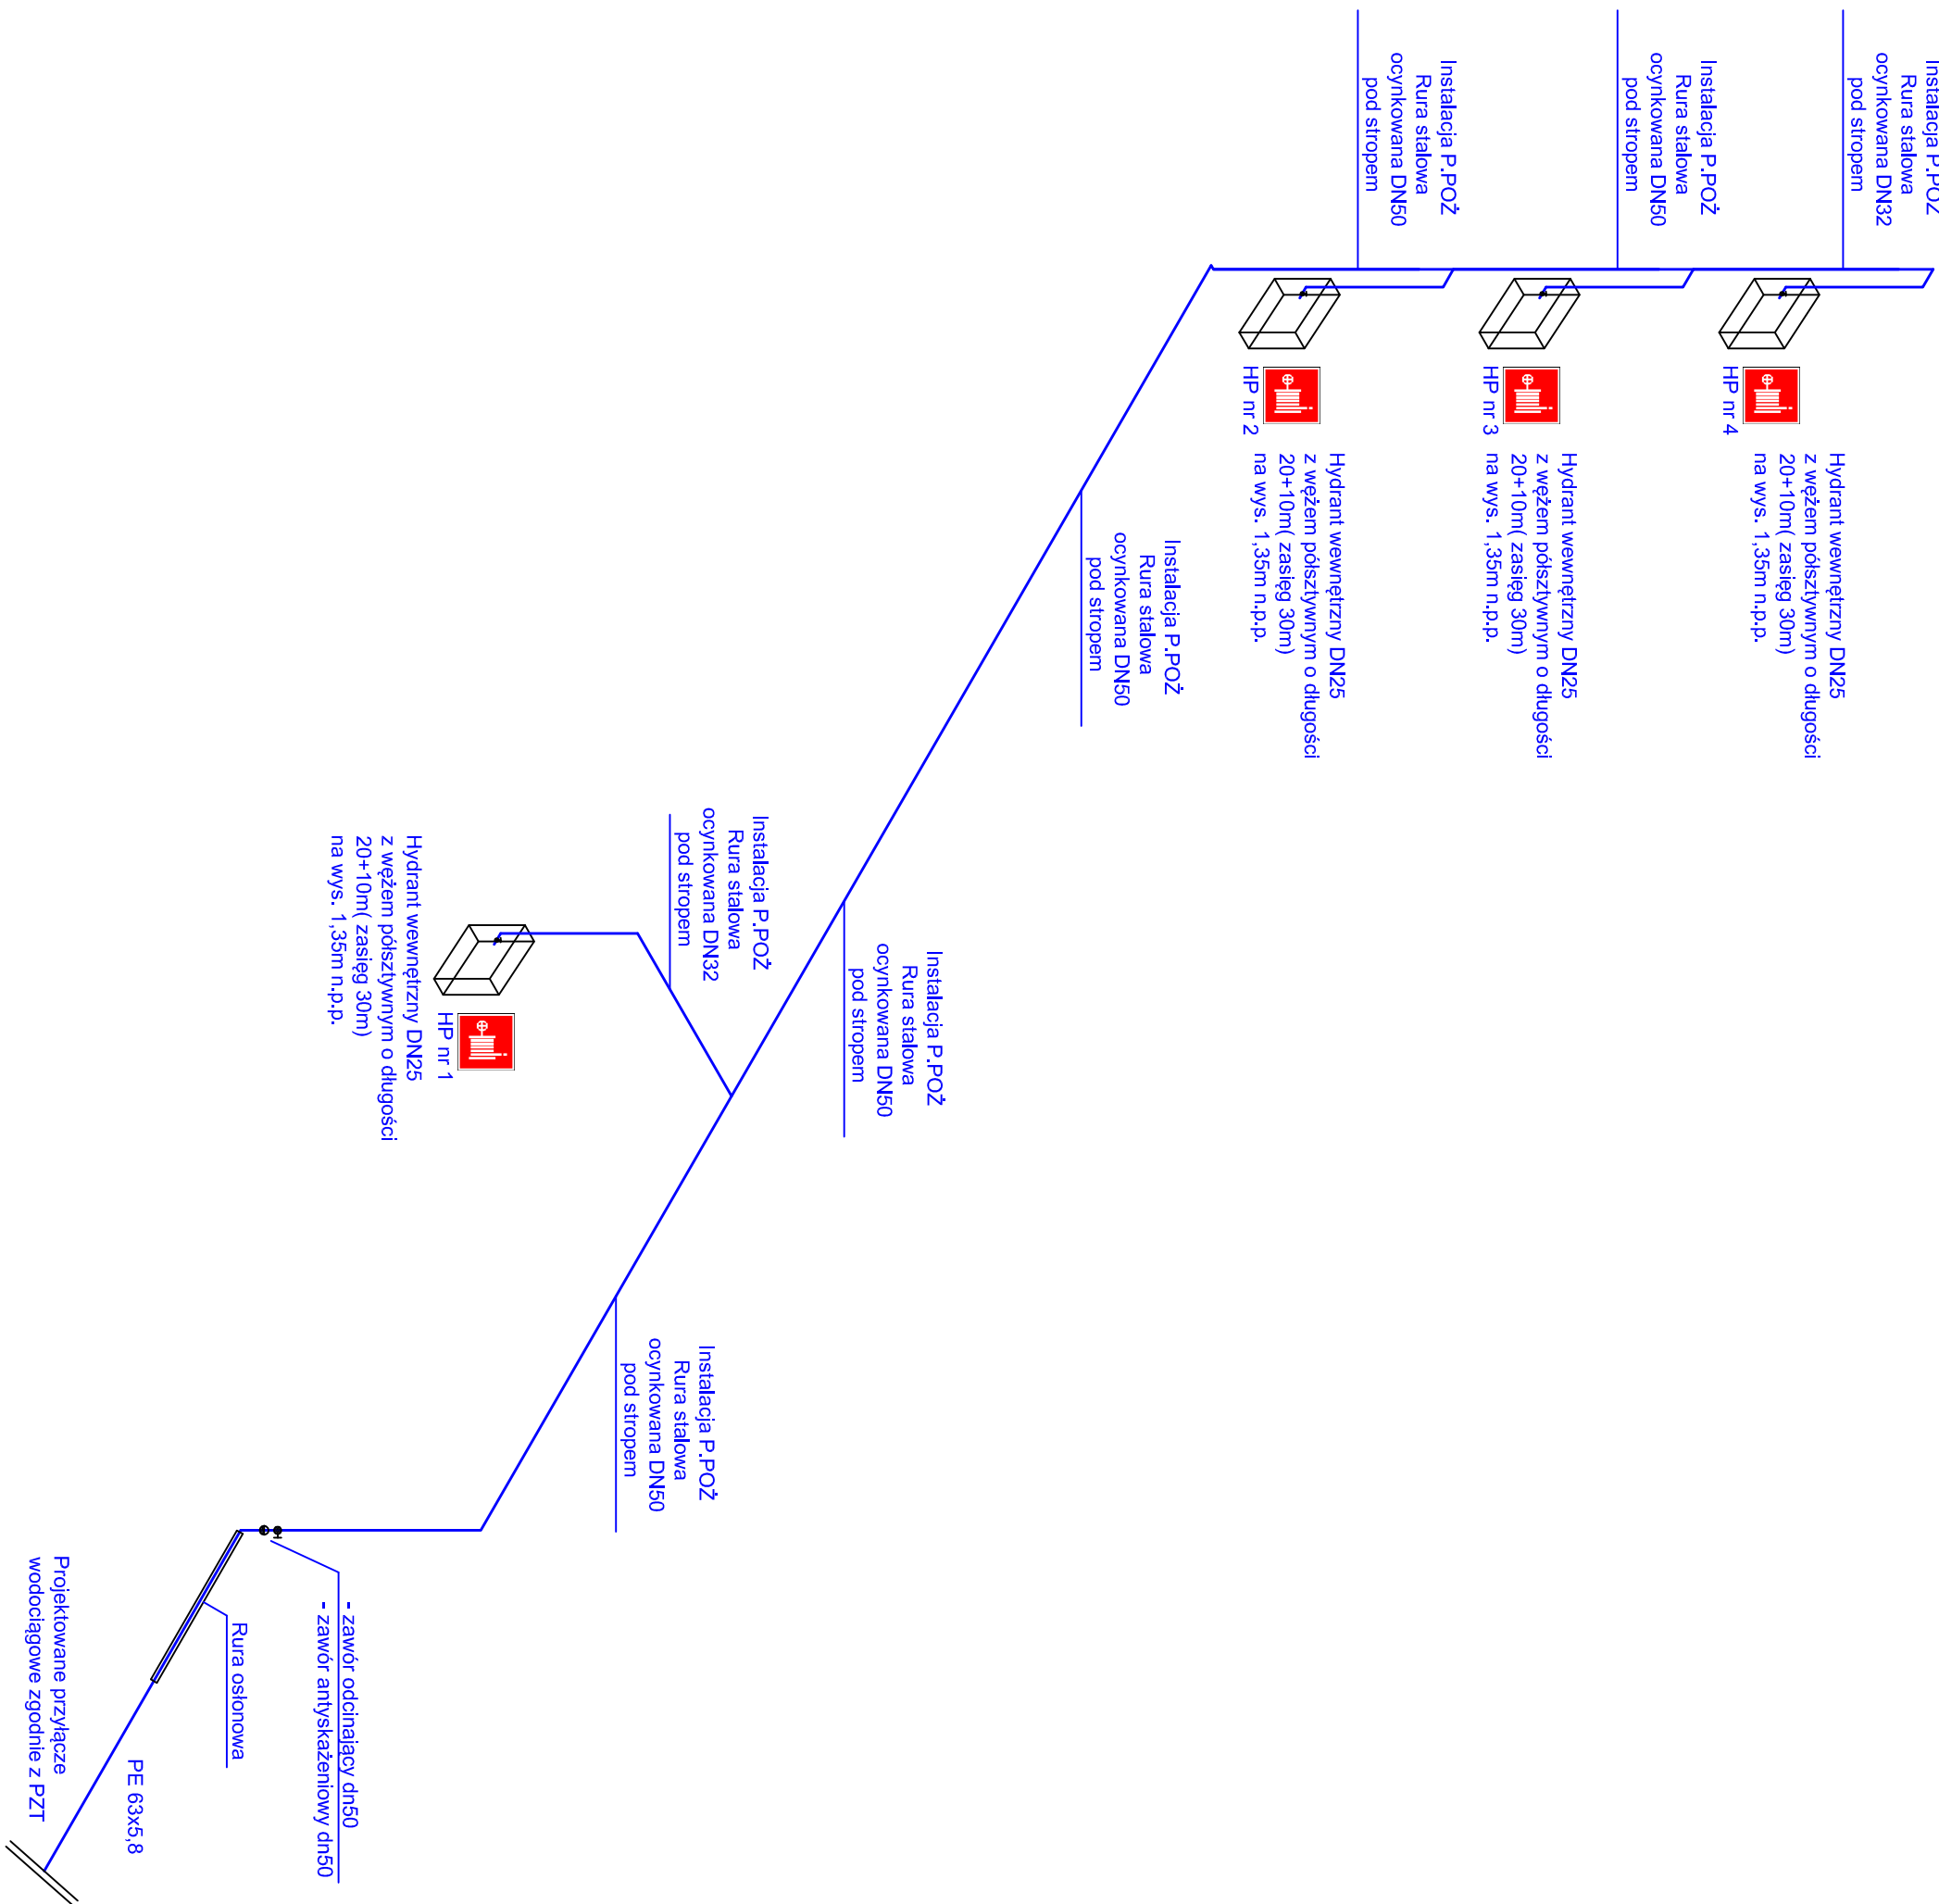 Instalacja P.POŻ
Rura stalowa
ocynkowana DN32
pod stropem
Instalacja P.POŻ
Rura stalowa
ocynkowana DN50
pod stropem
Instalacja P.POŻ
Rura stalowa
ocynkowana DN50
pod stropem
HP nr 4
Hydrant wewnętrzny DN25
z wężem półsztywnym o długości
20+10m( zasięg 30m)
na wys. 1,35m n.p.p.
HP nr 3
Hydrant wewnętrzny DN25
z wężem półsztywnym o długości
20+10m( zasięg 30m)
na wys. 1,35m n.p.p.
HP nr 2
Hydrant wewnętrzny DN25
z wężem półsztywnym o długości
20+10m( zasięg 30m)
na wys. 1,35m n.p.p.
Instalacja P.POŻ
Rura stalowa
ocynkowana DN50
pod stropem
Instalacja P.POŻ
Rura stalowa
ocynkowana DN50
pod stropem
Instalacja P.POŻ
Rura stalowa
ocynkowana DN32
pod stropem
HP nr 1
Hydrant wewnętrzny DN25
z wężem półsztywnym o długości
20+10m( zasięg 30m)
na wys. 1,35m n.p.p.
Instalacja P.POŻ
Rura stalowa
ocynkowana DN50
pod stropem
- zawór odcinający dn50
- zawór antyskażeniowy dn50
Rura osłonowa
PE 63x5,8
Projektowane przyłącze
wodociągowe zgodnie z PZT